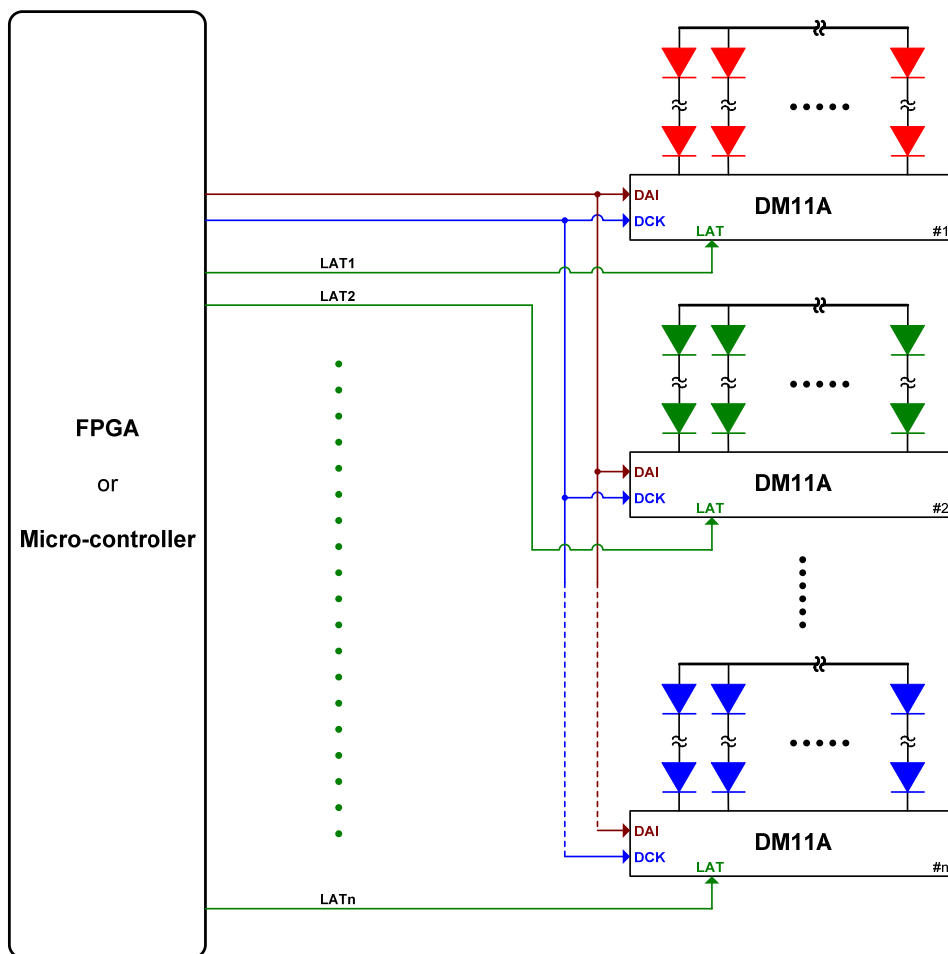 DAI
DM11A
DCK
LAT
#1
LAT1
LAT2
FPGA
or
Micro-controller
DAI
DM11A
DCK
LAT
#2
DAI
DM11A
DCK
LAT
#n
LATn